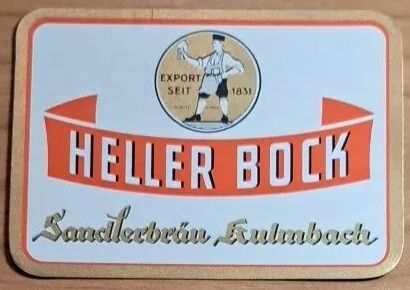 EXPORT
SEIT 1831
HELLER BOCK
Sandlerbräu Kulmbach